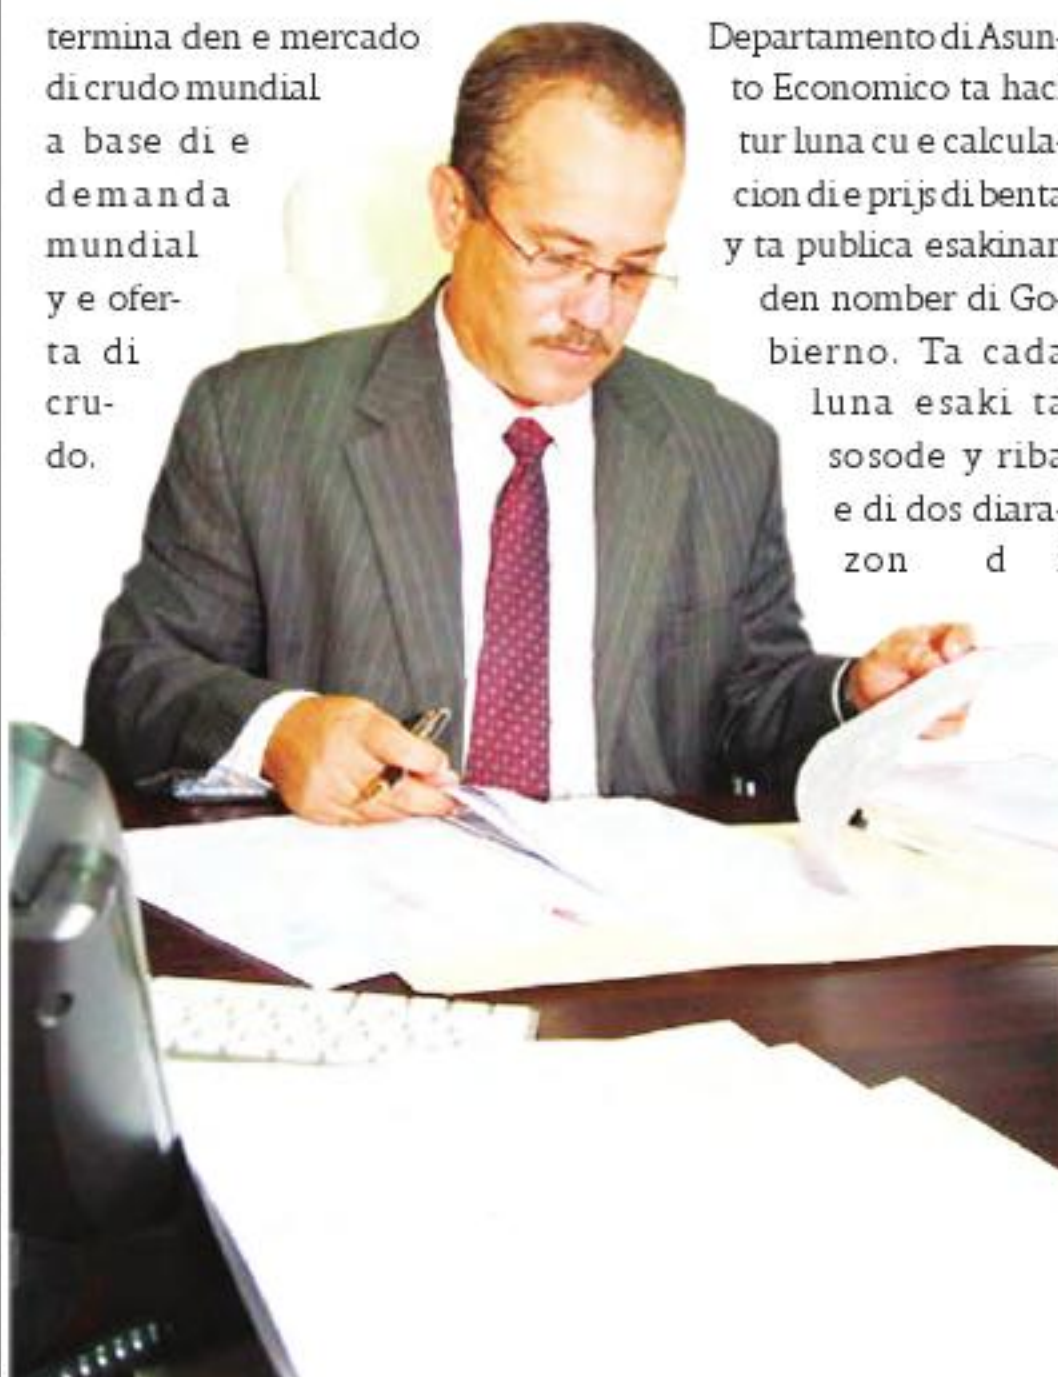 termina den e mercado
di crudo mundial
a base di e
demanda
mundial
y e ofer-
ta di
cru-
do.
Departamento di Asun-
to Economico ta haci
tur luna cu e calcula-
cion di e prijs di benta
y ta publica esakinan
den nomber di Go-
bierno. Ta cada
luna esaki ta
sosode y riba
e di dos diara-
zon d